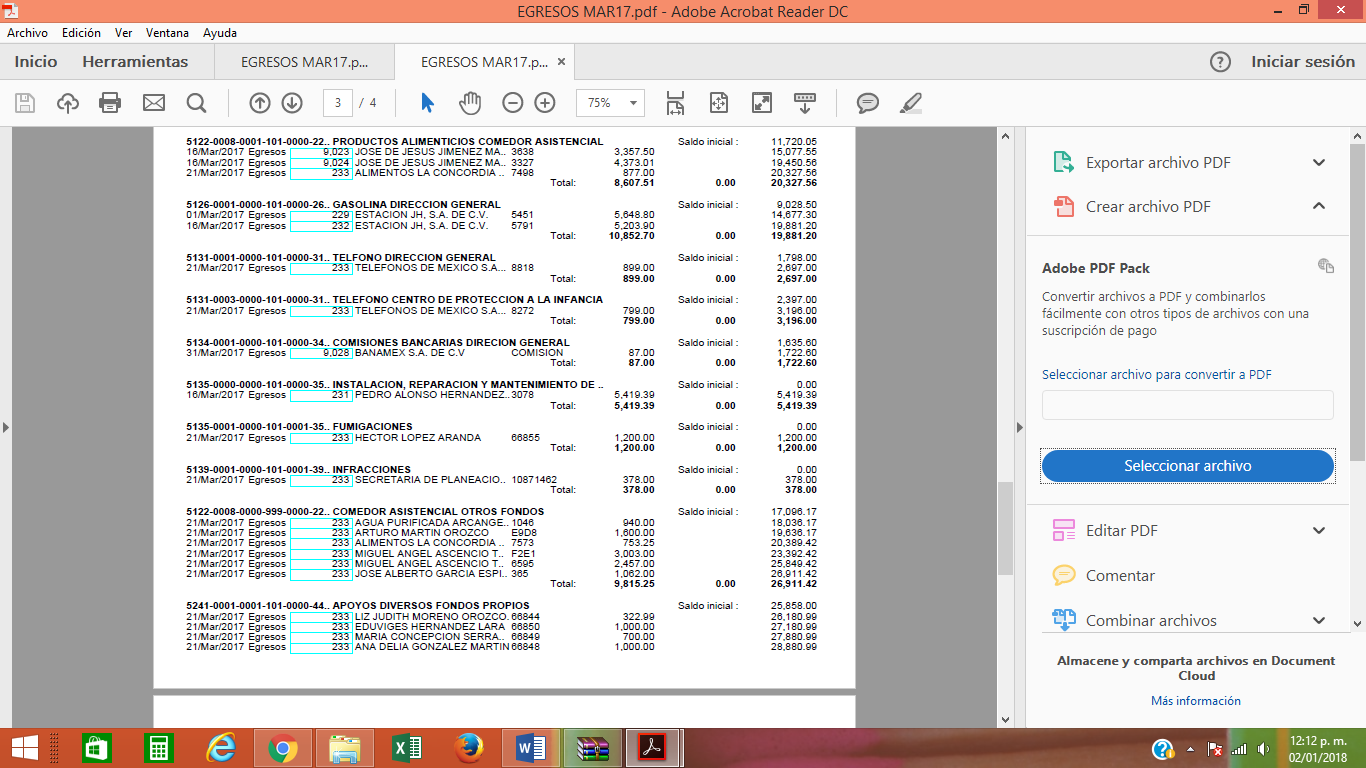 EGRESOS MAR17.pdf - Adobe Acrobat Reader DC
Archivo Edición Ver Ventana Ayuda
Inicio Herramientas EGRESOS MAR17.p... EGRESOS MAR17.p... × Iniciar sesión
3 / 4 75%
5122-0008-0001-101-0000-22.. PRODUCTOS ALIMENTICIOS COMEDOR ASISTENCIAL Saldo inicial : 11,720.05
16/Mar/2017 Egresos 9,023 JOSE DE JESUS JIMENEZ MA.. 3638 3,357.50 15,077.55
16/Mar/2017 Egresos 9,024 JOSE DE JESUS JIMENEZ MA.. 3327 4,373.01 19,450.56
21/Mar/2017 Egresos 233 ALIMENTOS LA CONCORDIA .. 7498 877.00 20,327.56
Total: 8,607.51 0.00 20,327.56
5126-0001-0000-101-0000-26.. GASOLINA DIRECCION GENERAL Saldo inicial : 9,028.50
01/Mar/2017 Egresos 229 ESTACION JH, S.A. DE C.V. 5451 5,648.80 14,677.30
16/Mar/2017 Egresos 232 ESTACION JH, S.A. DE C.V. 5791 5,203.90 19,881.20
Total: 10,852.70 0.00 19,881.20
5131-0001-0000-101-0000-31.. TELFONO DIRECCION GENERAL Saldo inicial : 1,798.00
21/Mar/2017 Egresos 233 TELEFONOS DE MEXICO S.A... 8818 899.00 2,697.00
Total: 899.00 0.00 2,697.00
5131-0003-0000-101-0000-31.. TELEFONO CENTRO DE PROTECCION A LA INFANCIA Saldo inicial : 2,397.00
21/Mar/2017 Egresos 233 TELEFONOS DE MEXICO S.A... 8272 799.00 3,196.00
Total: 799.00 0.00 3,196.00
5134-0001-0000-101-0000-34.. COMISIONES BANCARIAS DIRECION GENERAL Saldo inicial : 1,635.60
31/Mar/2017 Egresos 9,028 BANAMEX S.A. DE C.V COMISION 87.00 1,722.60
Total: 87.00 0.00 1,722.60
5135-0000-0000-101-0000-35.. INSTALACION, REPARACION Y MANTENIMIENTO DE .. Saldo inicial : 0.00
16/Mar/2017 Egresos 231 PEDRO ALONSO HERNANDEZ.. 3078 5,419.39 5,419.39
Total: 5,419.39 0.00 5,419.39
5135-0001-0000-101-0001-35.. FUMIGACIONES Saldo inicial : 0.00
21/Mar/2017 Egresos 233 HECTOR LOPEZ ARANDA 66855 1,200.00 1,200.00
Total: 1,200.00 0.00 1,200.00
5139-0001-0000-101-0001-39.. INFRACCIONES Saldo inicial : 0.00
21/Mar/2017 Egresos 233 SECRETARIA DE PLANEACIO.. 10871462 378.00 378.00
Total: 378.00 0.00 378.00
5122-0008-0000-999-0000-22.. COMEDOR ASISTENCIAL OTROS FONDOS Saldo inicial : 17,096.17
21/Mar/2017 Egresos 233 AGUA PURIFICADA ARCANGE.. 1046 940.00 18,036.17
21/Mar/2017 Egresos 233 ARTURO MARTIN OROZCO E9D8 1,600.00 19,636.17
21/Mar/2017 Egresos 233 ALIMENTOS LA CONCORDIA .. 7573 753.25 20,389.42
21/Mar/2017 Egresos 233 MIGUEL ANGEL ASCENCIO T.. F2E1 3,003.00 23,392.42
21/Mar/2017 Egresos 233 MIGUEL ANGEL ASCENCIO T.. 6595 2,457.00 25,849.42
21/Mar/2017 Egresos 233 JOSE ALBERTO GARCIA ESPI.. 365 1,062.00 26,911.42
Total: 9,815.25 0.00 26,911.42
5241-0001-0001-101-0000-44.. APOYOS DIVERSOS FONDOS PROPIOS Saldo inicial : 25,858.00
21/Mar/2017 Egresos 233 LIZ JUDITH MORENO OROZCO. 66844 322.99 26,180.99
21/Mar/2017 Egresos 233 EDUVIGES HERNANDEZ LARA 66850 1,000.00 27,180.99
21/Mar/2017 Egresos 233 MARIA CONCEPCION SERRA.. 66849 700.00 27,880.99
21/Mar/2017 Egresos 233 ANA DELIA GONZALEZ MARTIN 66848 1,000.00 28,880.99
Exportar archivo PDF
Crear archivo PDF
Adobe PDF Pack
Convertir archivos a PDF y combinarlos
fácilmente con otros tipos de archivos con una
suscripción de pago
Seleccionar archivo para convertir a PDF
Seleccionar archivo
Editar PDF
Comentar
Combinar archivos
Almacene y comparta archivos en Document
Cloud
Más información
12:12 p. m.
02/01/2018